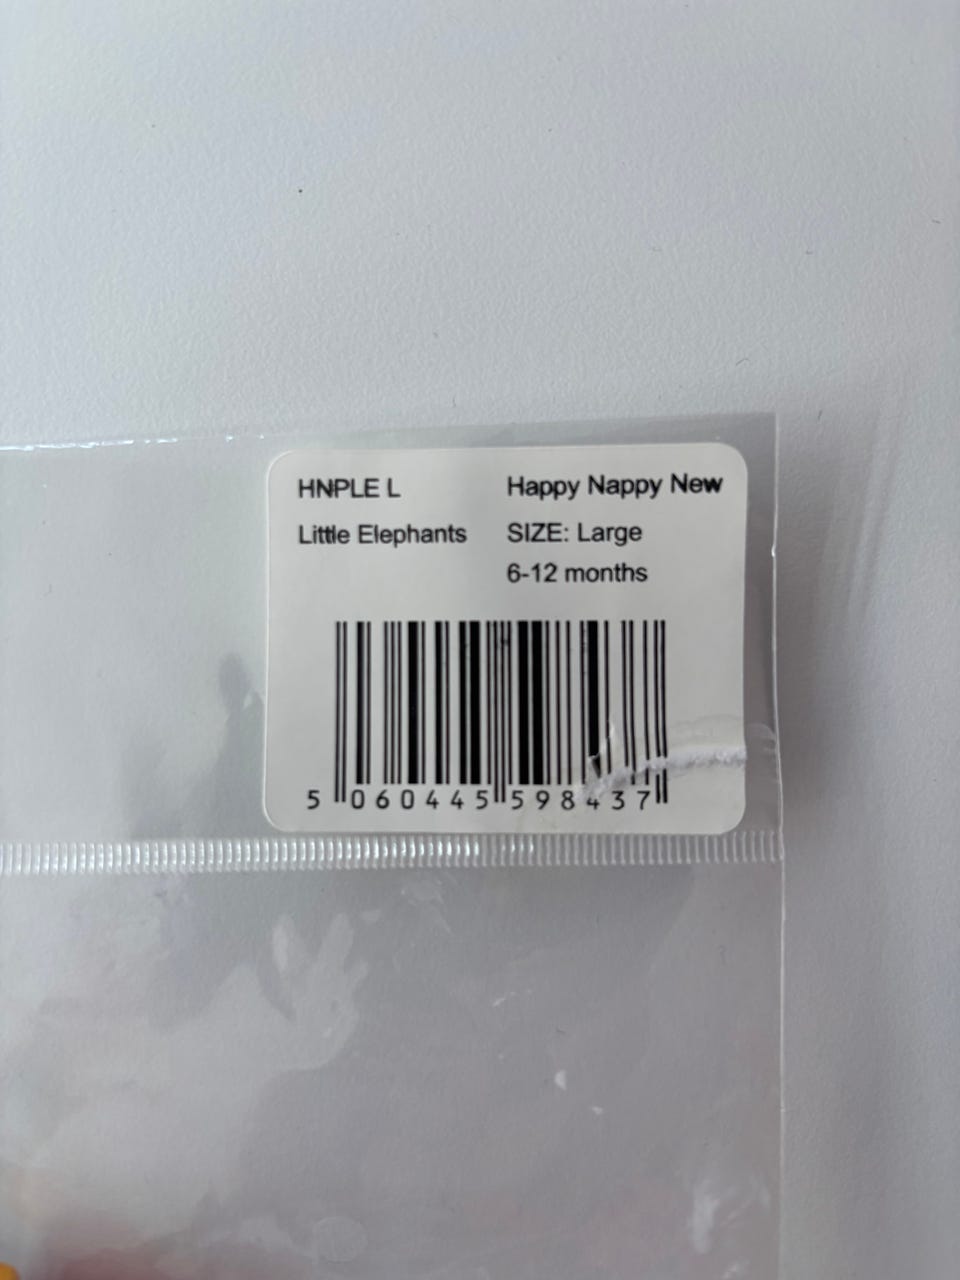 HNPLE L Happy Nappy New
Little Elephants SIZE: Large
6-12 months
5 060445 598437